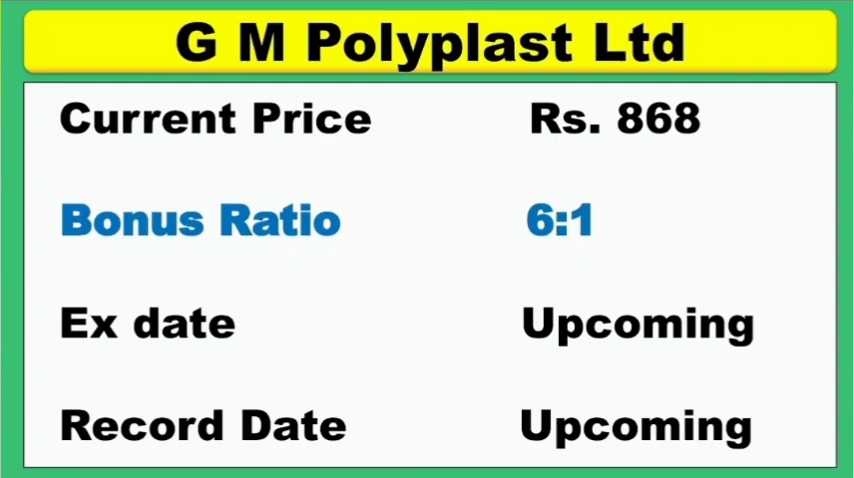 G M Polyplast Ltd
Current Price Rs. 868
Bonus Ratio 6:1
Ex date Upcoming
Record Date Upcoming